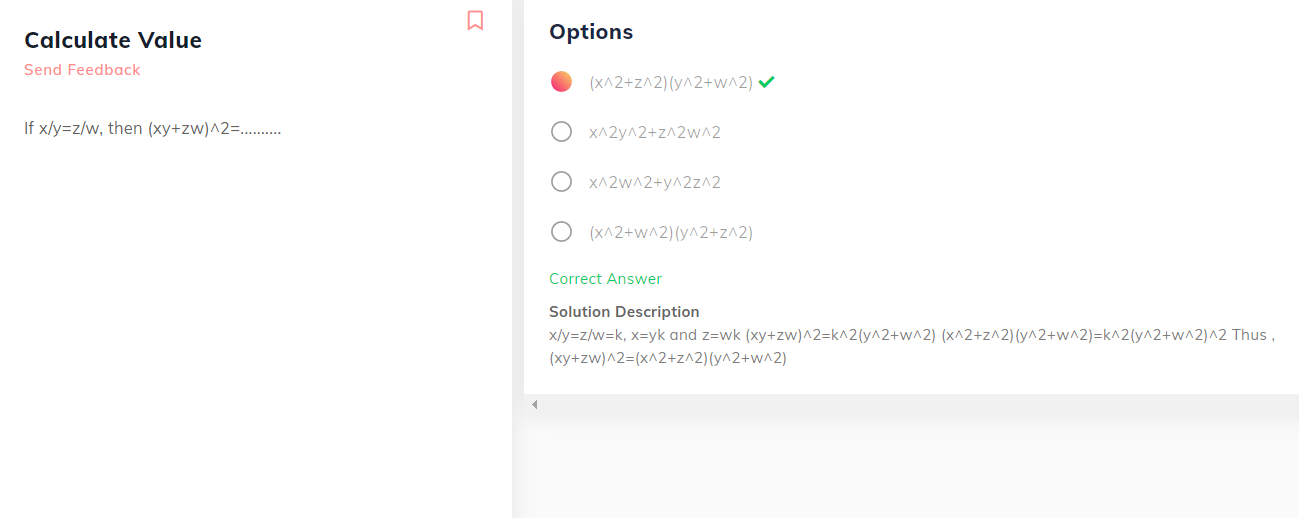 Calculate Value
Send Feedback
If x/y=z/w, then (xy+zw)^2=..........
Options
(x^2+z^2)(y^2+w^2)
x^2y^2+z^2w^2
x^2w^2+y^2z^2
(x^2+w^2)(y^2+z^2)
Correct Answer
Solution Description
x/y=z/w=k, x=yk and z=wk (xy+zw)^2=k^2(y^2+w^2) (x^2+z^2)(y^2+w^2)=k^2(y^2+w^2)^2 Thus ,
(xy+zw)^2=(x^2+z^2)(y^2+w^2)